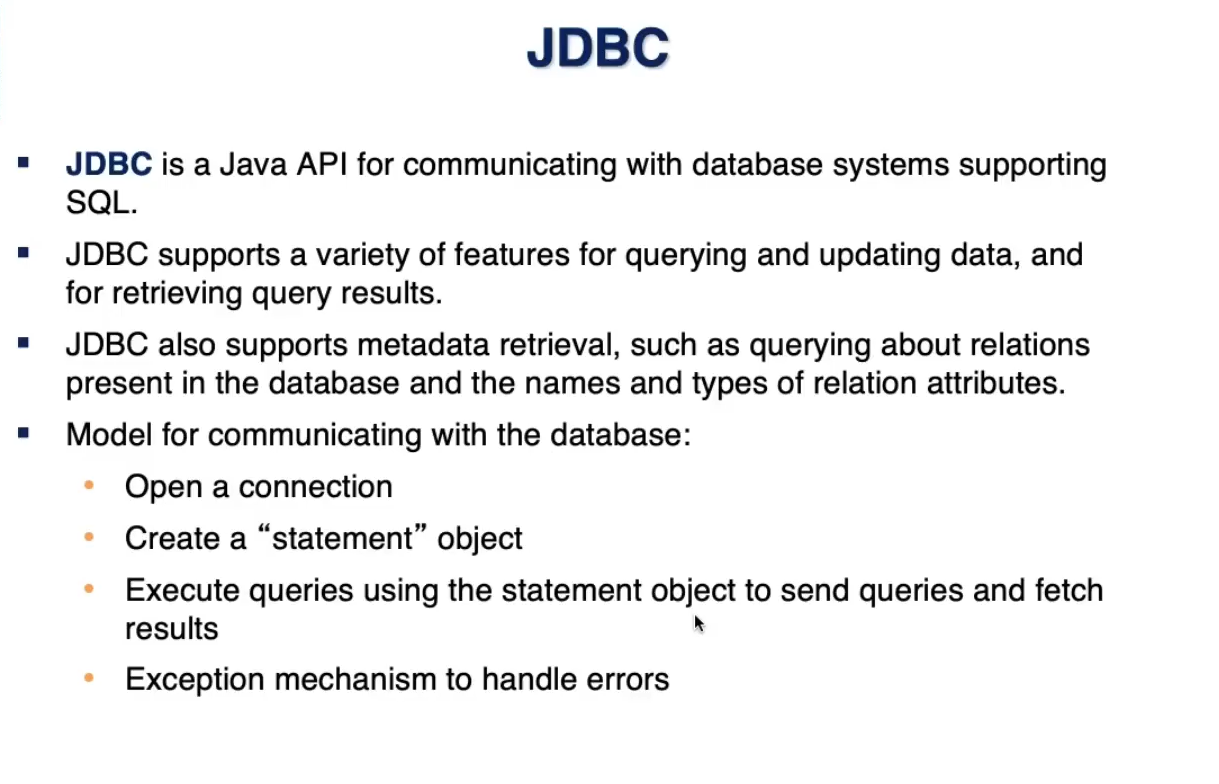 JDBC
▪ JDBC is a Java API for communicating with database systems supporting
SQL.
▪ JDBC supports a variety of features for querying and updating data, and
for retrieving query results.
▪ JDBC also supports metadata retrieval, such as querying about relations
present in the database and the names and types of relation attributes.
▪ Model for communicating with the database:
• Open a connection
• Create a “statement” object
• Execute queries using the statement object to send queries and fetch
results
• Exception mechanism to handle errors